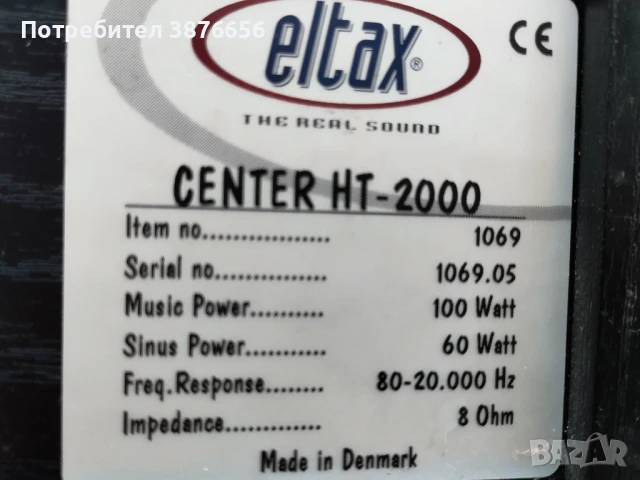 Потребител 3876656
eltax®
CE
THE REAL SOUND
CENTER HT-2000
Item no................. 1069
Serial no............... 1069.05
Music Power.......... 100 Watt
Sinus Power........... 60 Watt
Freq.Response........ 80-20.000 Hz
Impedance............. 8 Ohm
Made in Denmark
BAZAR